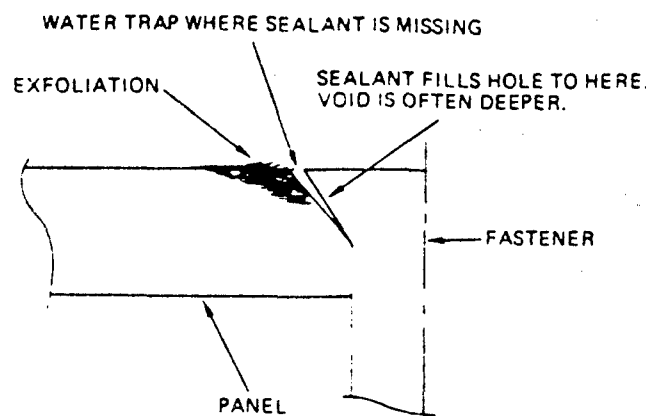 WATER TRAP WHERE SEALANT IS MISSING
EXFOLIATION
SEALANT FILLS HOLE TO HERE.
VOID IS OFTEN DEEPER.
FASTENER
PANEL